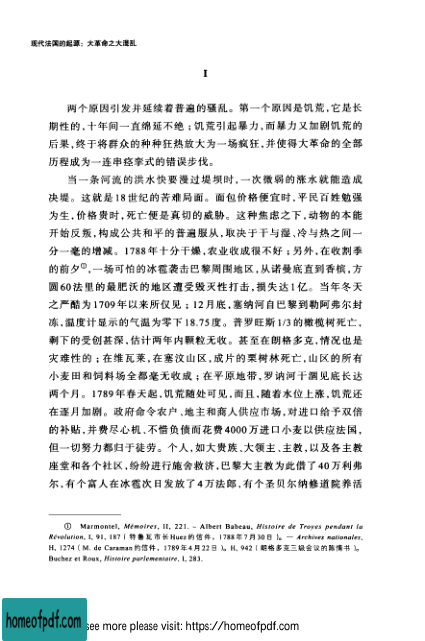 现代法国的起源：大革命之大混乱
I
两个原因引发并延续着普遍的骚乱。第一个原因是饥荒，它是长
期性的，十年间一直绵延不绝；饥荒引起暴力，而暴力又加剧饥荒的
后果，终于将群众的种种狂热放大为一场疯狂，并使得大革命的全部
历程成为一连串痉挛式的错误步伐。
当一条河流的洪水快要漫过堤坝时，一次微弱的涨水就能造成
决堤。这就是18世纪的苦难局面。面包价格便宜时，平民百姓勉强
为生，价格贵时，死亡便是真切的威胁。这种焦虑之下，动物的本能
开始反叛，构成公共和平的普遍服从，取决于干与湿、冷与热之间一
分一毫的增减。1788年十分干燥，农业收成很不好；另外，在收割季
的前夕①，一场可怕的冰雹袭击巴黎周围地区，从诺曼底直到香槟，方
圆60法里的最肥沃的地区遭受毁灭性打击，损失达1亿。当年冬天
之严酷为1709年以来所仅见；12月底，塞纳河自巴黎到勒阿弗尔封
冻，温度计显示的气温为零下18.75度。普罗旺斯1/3的橄榄树死亡，
剩下的受创甚深，估计两年内颗粒无收。甚至在朗格多克，情况也是
灾难性的；在维瓦莱，在塞汶山区，成片的栗树林死亡，山区的所有
小麦田和饲料场全都毫无收成；在平原地带，罗讷河干涸见底长达
两个月。1789年春天起，饥荒随处可见，而且，随着水位上涨，饥荒还
在逐月加剧。政府命令农户、地主和商人供应市场，对进口给予双倍
的补贴，并费尽心机、不惜负债而花费4000万进口小麦以供应法国，
但一切努力都归于徒劳。个人，如大贵族、大领主、主教，以及各主教
座堂和各个社区，纷纷进行施舍救济，巴黎大主教为此借了40万利弗
尔，有个富人在冰雹次日发放了4万法郎，有个圣贝尔纳修道院养活
① Marmontel, Mémoires, II, 221. – Albert Babeau, Histoire de Troyes pendant la
Révolution, I, 91, 187（特鲁瓦市长Huez的信件，1788年7月30日）。— Archives nationales,
H, 1274（M. de Caraman的信件，1789年4月22日）。H, 942（朗格多克三级会议的陈情书）。
Buchez et Roux, Histoire parlementaire, I, 283.
homeofpdf.com
see more please visit: https://homeofpdf.com